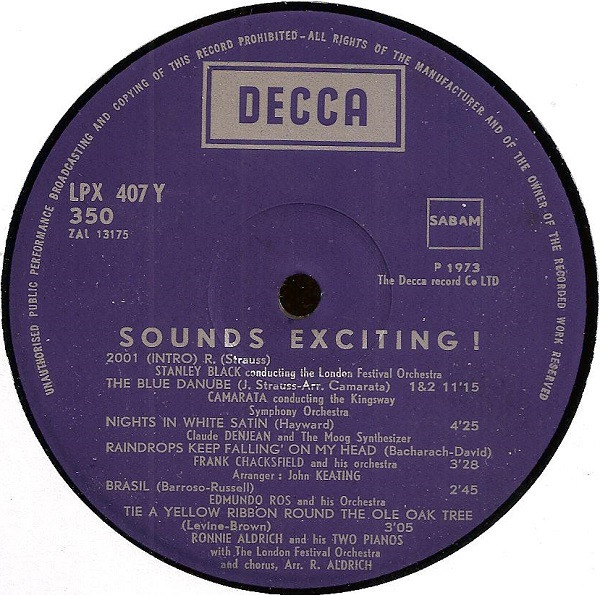 UNAUTHORISED PUBLIC PERFORMANCE BROADCASTING AND COPYING OF THIS RECORD PROHIBITED-ALL RIGHTS OF THE MANUFACTURER AND OF THE OWNER OF THE RECORDED WORK RESERVED
DECCA
LPX 407 Y
350
ZAL 13175
SABAM
P 1973
The Decca record Co LTD
SOUNDS EXCITING!
2001 (INTRO) R. (Strauss)
STANLEY BLACK conducting the London Festival Orchestra
THE BLUE DANUBE (J. Strauss-Arr. Camarata) 1&2 11'15
CAMARATA conducting the Kingsway
Symphony Orchestra
NIGHTS IN WHITE SATIN (Hayward) 4'25
Claude DENJEAN and The Moog Synthesizer
RAINDROPS KEEP FALLING' ON MY HEAD (Bacharach-David)
FRANK CHACKSFIELD and his orchestra 3'28
Arranger : John KEATING
BRASIL (Barroso-Russell) 2'45
EDMUNDO ROS and his Orchestra
TIE A YELLOW RIBBON ROUND THE OLE OAK TREE
(Levine-Brown) 3'05
RONNIE ALDRICH and his TWO PIANOS
with The London Festival Orchestra
and chorus, Arr. R. ALDRICH